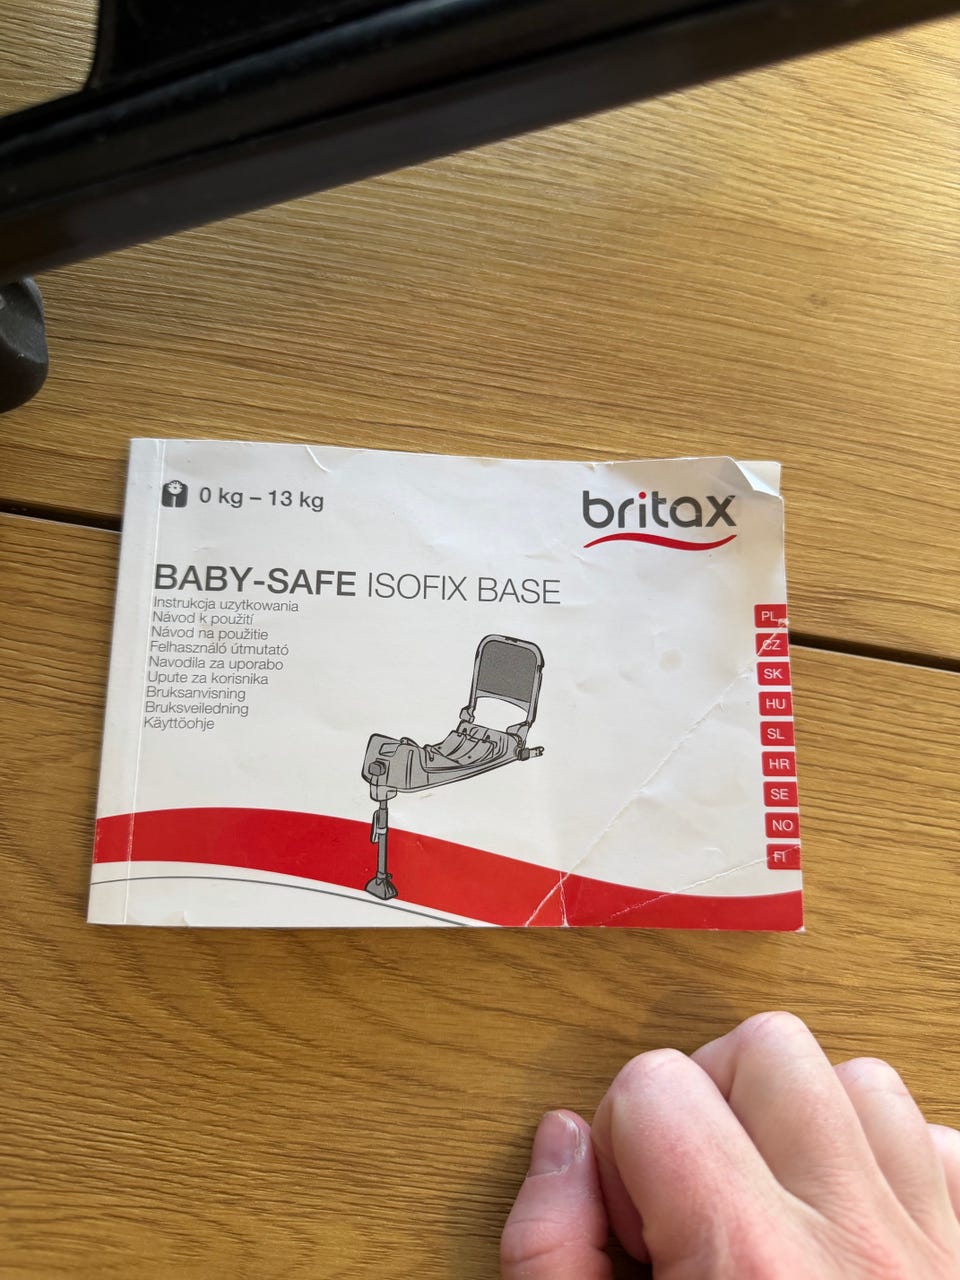 0 kg – 13 kg
britax
BABY-SAFE ISOFIX BASE
Instrukcja uzytkowania
Návod k použití
Návod na použitie
Felhasználó útmutató
Navodila za uporabo
Upute za korisnika
Bruksanvisning
Bruksveiledning
Käyttöohje
PL
CZ
SK
HU
SL
HR
SE
NO
FI